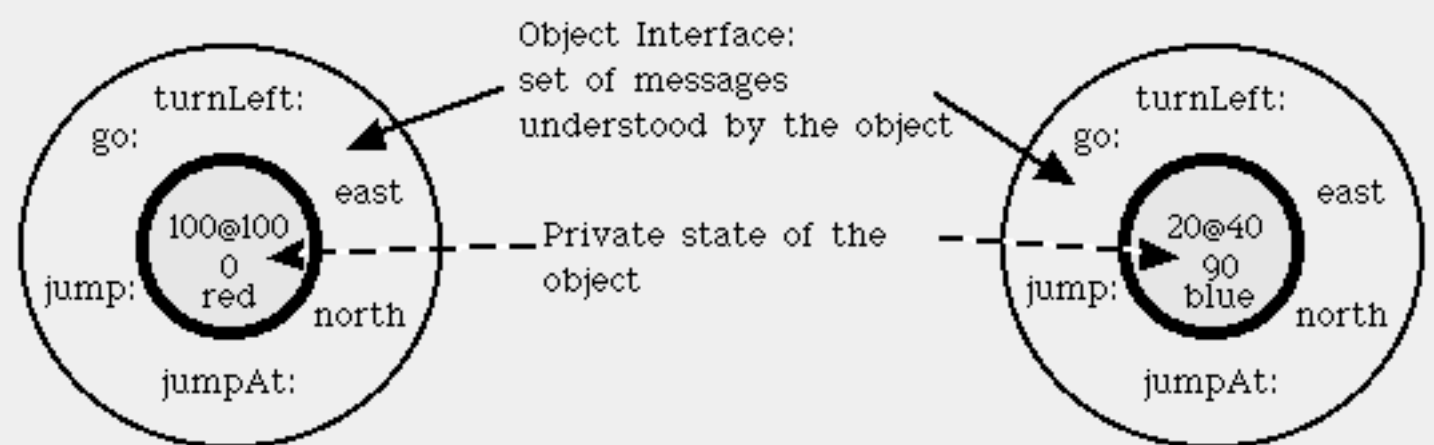 Object Interface:
set of messages
understood by the object
turnLeft:
go:
east
100@100
0
red
jump:
north
jumpAt:
Private state of the
object
turnLeft:
go:
east
20@40
90
blue
jump:
north
jumpAt: